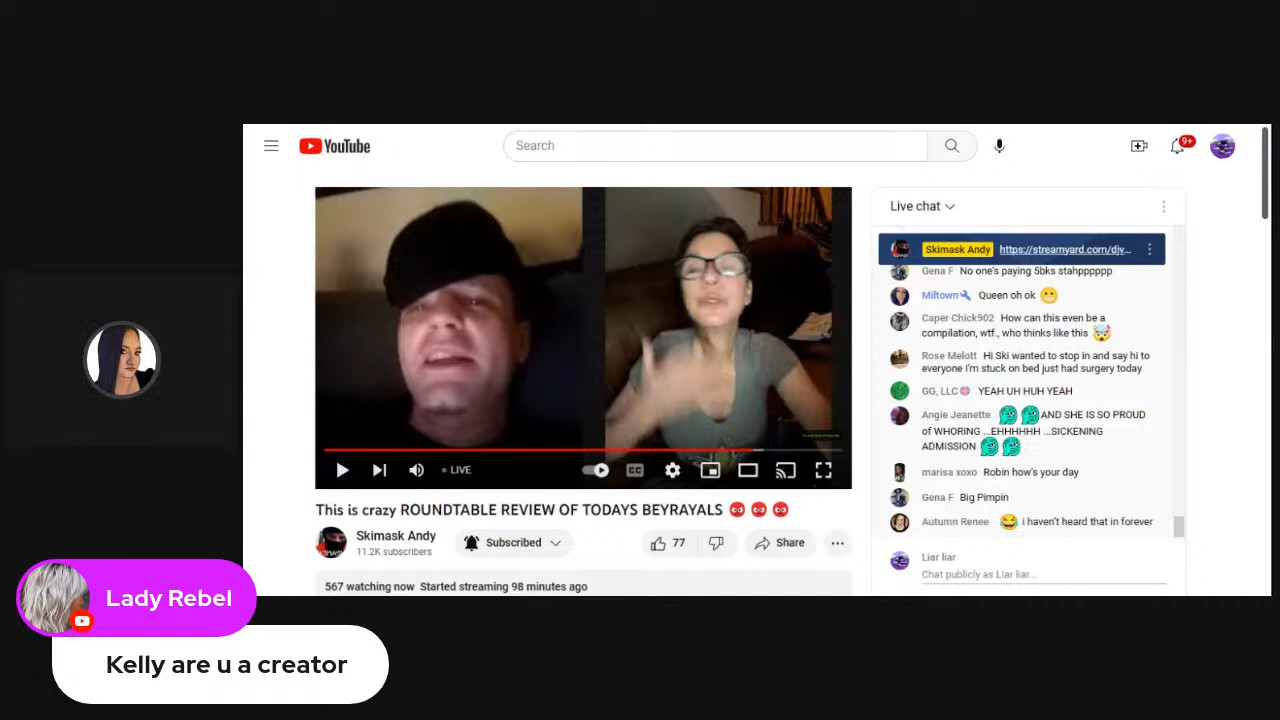 YouTube
Search
9+
Live chat
Skimask Andy https://streamyard.com/djv...
Gena F No one's paying 5bks stahppppp
Miltown Queen oh ok
Caper Chick902 How can this even be a
compilation, wtf., who thinks like this
Rose Melott Hi Ski wanted to stop in and say hi to
everyone I'm stuck on bed just had surgery today
GG, LLC YEAH UH HUH YEAH
Angie Jeanette AND SHE IS SO PROUD
of WHORING ...EHHHHHH ...SICKENING
ADMISSION
marisa xoxo Robin how's your day
Gena F Big Pimpin
Autumn Renee i haven't heard that in forever
Liar liar
Chat publicly as Liar liar...
LIVE
CC
This is crazy ROUNDTABLE REVIEW OF TODAYS BEYRAYALS
SKIMASK
Skimask Andy
11.2K subscribers
Subscribed
77
Share
567 watching now Started streaming 98 minutes ago
Lady Rebel
Kelly are u a creator